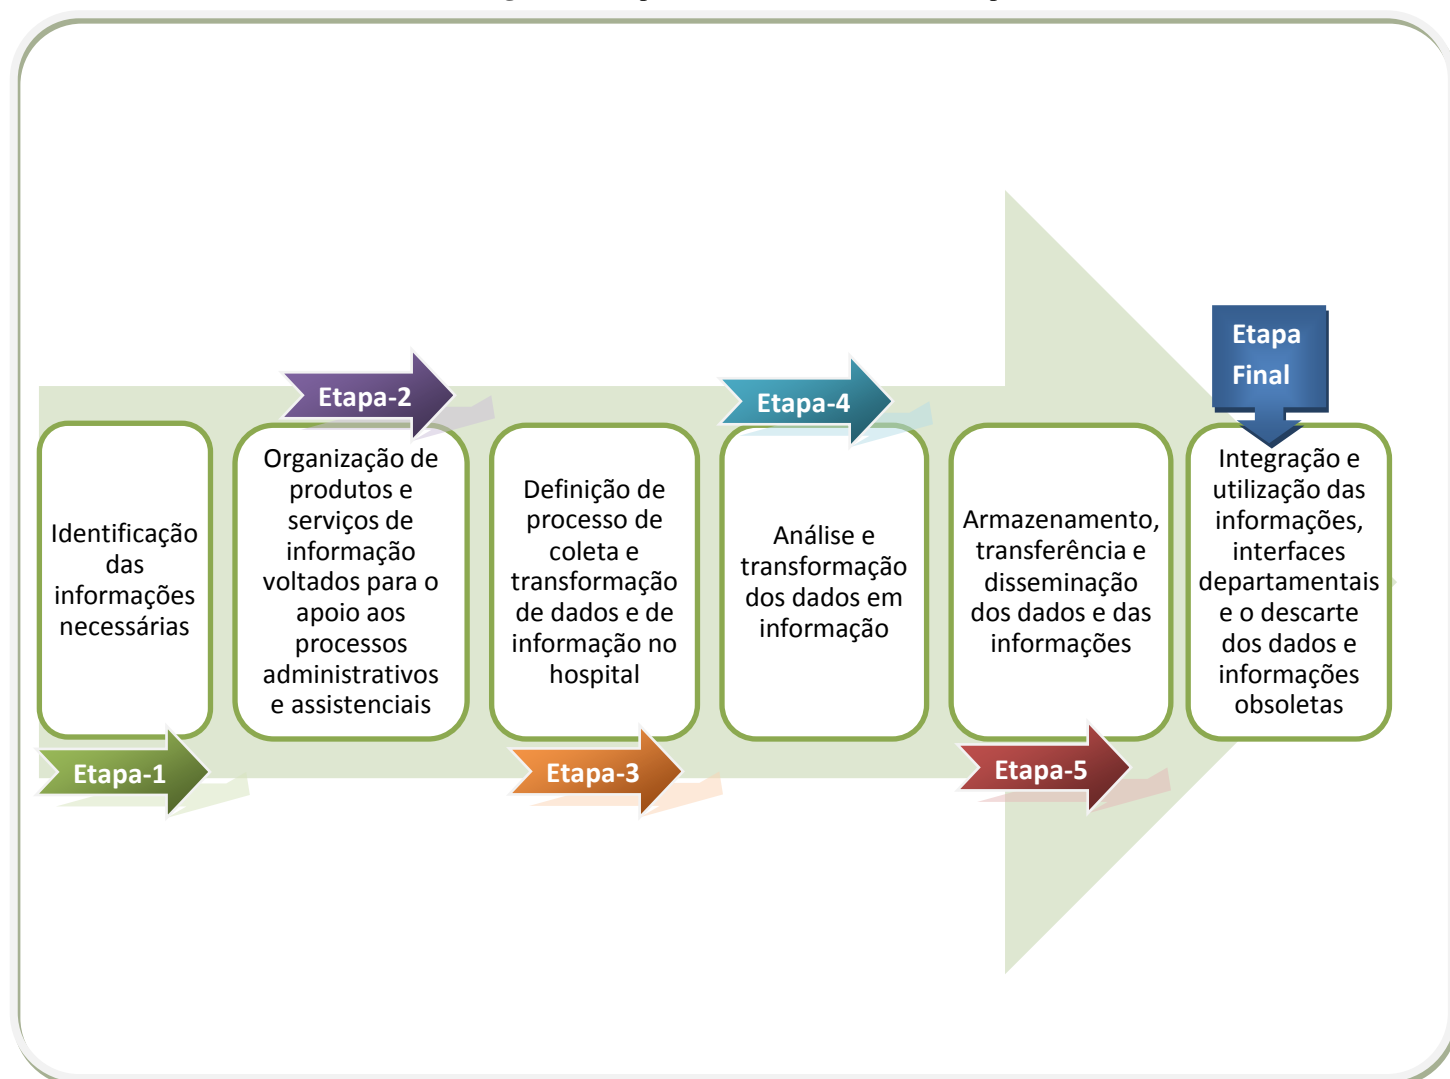 Etapa-1
Identificação
das
informações
necessárias
Etapa-2
Organização de
produtos e
serviços de
informação
voltados para o
apoio aos
processos
administrativos
e assistenciais
Etapa-3
Definição de
processo de
coleta e
transformação
de dados e de
informação no
hospital
Etapa-4
Análise e
transformação
dos dados em
informação
Etapa-5
Armazenamento,
transferência e
disseminação
dos dados e das
informações
Etapa
Final
Integração e
utilização das
informações,
interfaces
departamentais
e o descarte
dos dados e
informações
obsoletas